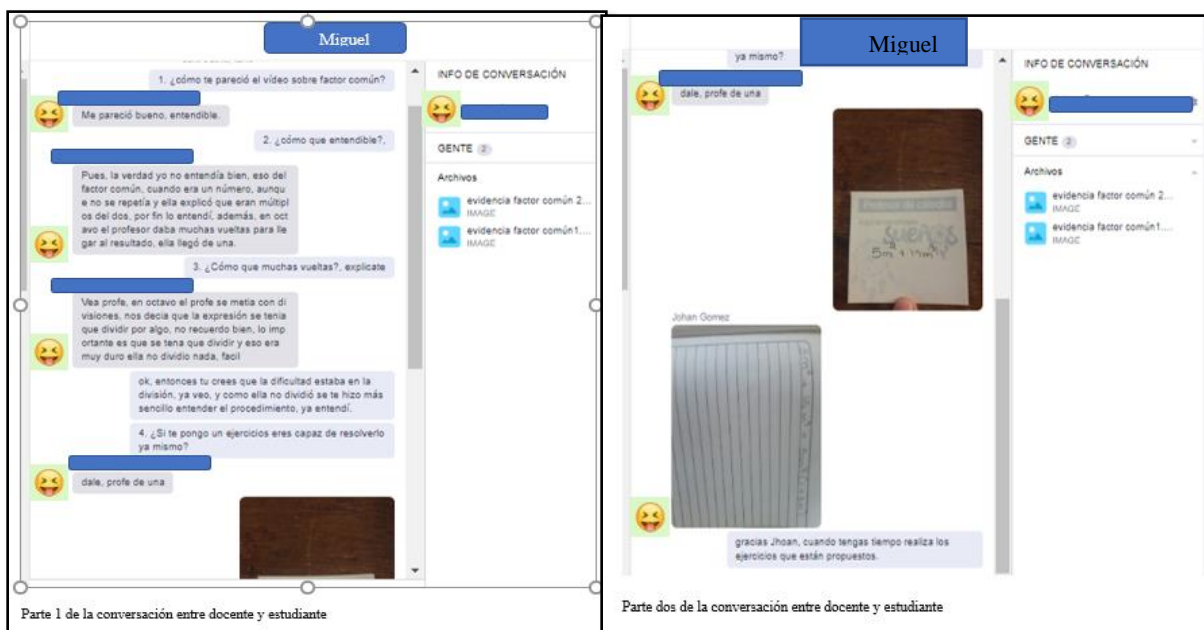 Miguel
1. ¿cómo te pareció el vídeo sobre factor común?
Me pareció bueno, entendible.
2. ¿cómo que entendible?,
Pues, la verdad yo no entendía bien, eso del
factor común, cuando era un número, aunqu
e no se repetía y ella explicó que eran múltipl
os del dos, por fin lo entendí, además, en oct
avo el profesor daba muchas vueltas para lle
gar al resultado, ella llegó de una.
3. ¿Cómo que muchas vueltas?, explicate
Vea profe, en octavo el profe se metia con di
visiones, nos decia que la expresión se tenia
que dividir por algo, no recuerdo bien, lo imp
ortante es que se tena que dividir y eso era
muy duro ella no dividio nada, facil
ok, entonces tu crees que la dificultad estaba en la
división, ya veo, y como ella no dividió se te hizo más
sencillo entender el procedimiento, ya entendí.
4. ¿Si te pongo un ejercicios eres capaz de resolverlo
ya mismo?
dale, profe de una
INFO DE CONVERSACIÓN
GENTE 2
Archivos
evidencia factor común 2...
IMAGE
evidencia factor común1....
IMAGE
Parte 1 de la conversación entre docente y estudiante
Miguel
ya mismo?
dale, profe de una
sueños
Johan Gomez
gracias Jhoan, cuando tengas tiempo realiza los
ejercicios que están propuestos.
INFO DE CONVERSACIÓN
GENTE 2
Archivos
evidencia factor común 2...
IMAGE
evidencia factor común1....
IMAGE
Parte dos de la conversación entre docente y estudiante